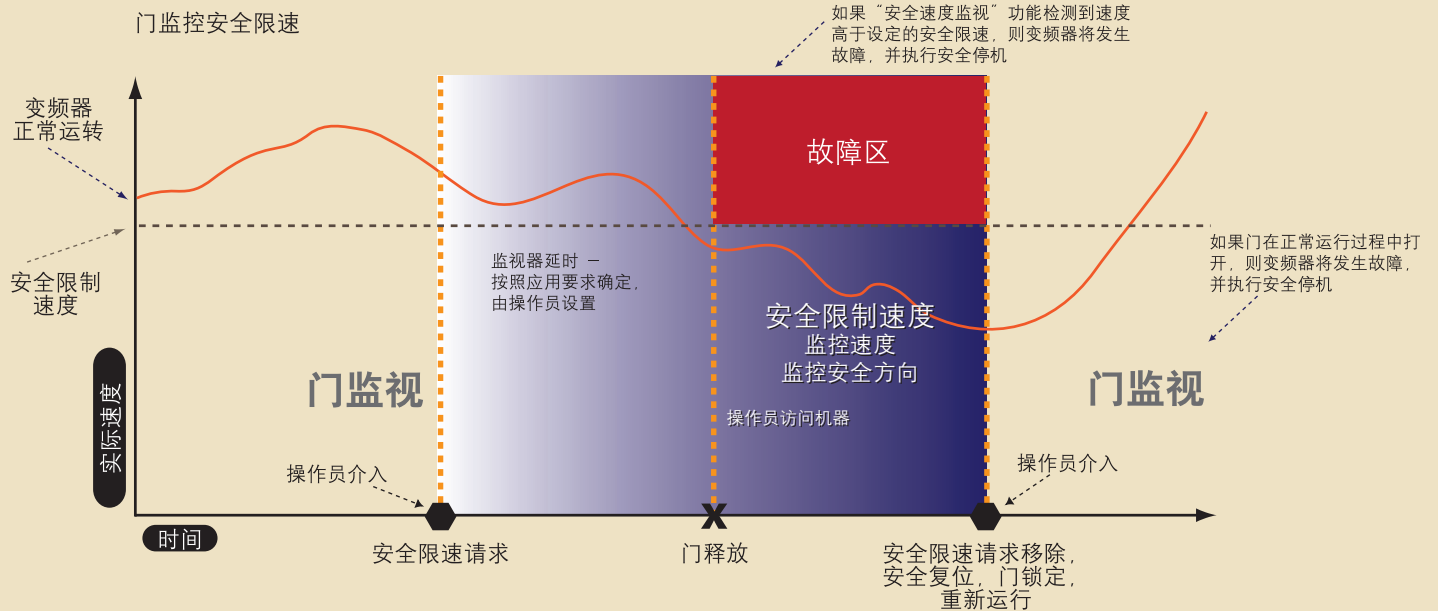 门监控安全限速
如果“安全速度监视”功能检测到速度
高于设定的安全限速，则变频器将发生
故障，并执行安全停机
变频器
正常运转
故障区
安全限制
速度
监视器延时 –
按照应用要求确定，
由操作员设置
如果门在正常运行过程中打
开，则变频器将发生故障，
并执行安全停机
安全限制速度
监控速度
监控安全方向
门监视
门监视
实际速度
操作员访问机器
操作员介入
操作员介入
时间
安全限速请求
门释放
安全限速请求移除，
安全复位，门锁定，
重新运行